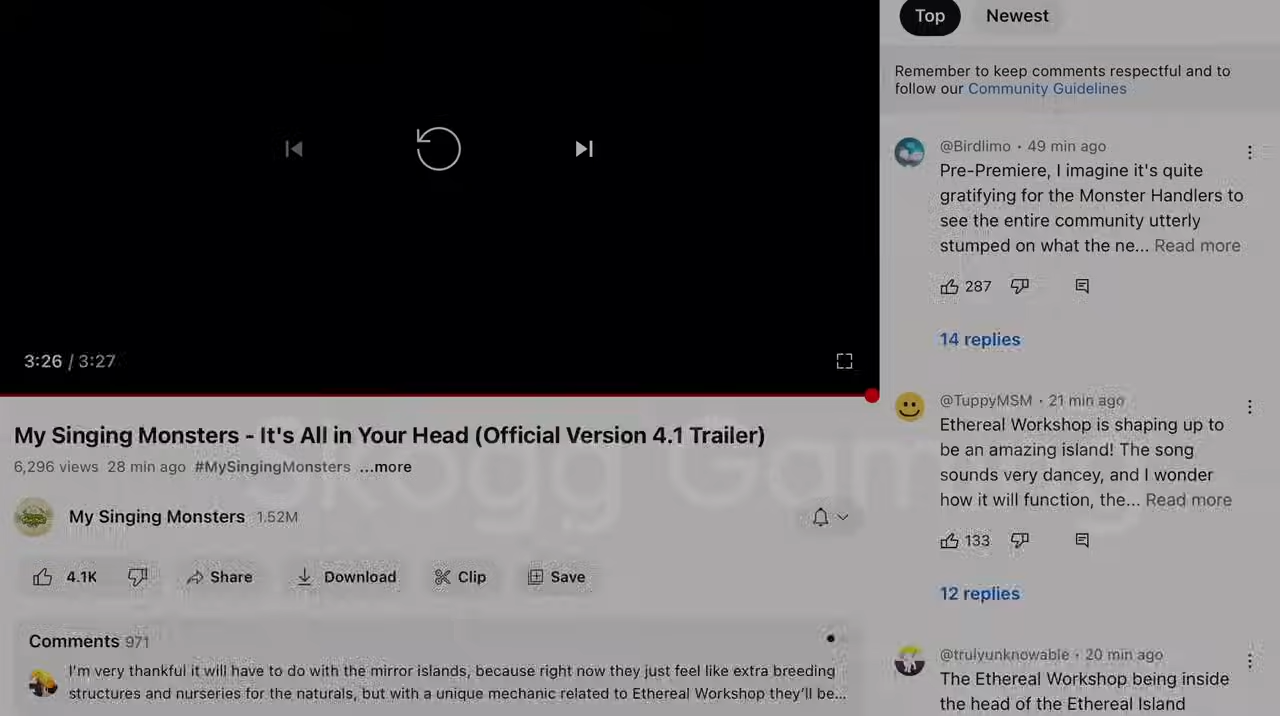 3:26 / 3:27
My Singing Monsters - It's All in Your Head (Official Version 4.1 Trailer)
6,296 views 28 min ago #MySingingMonsters ...more
My Singing Monsters 1.52M
4.1K Share Download Clip Save
Comments 971
I'm very thankful it will have to do with the mirror islands, because right now they just feel like extra breeding
structures and nurseries for the naturals, but with a unique mechanic related to Ethereal Workshop they'll be...
Skogg Gaming
Top Newest
Remember to keep comments respectful and to
follow our Community Guidelines
@Birdlimo · 49 min ago
Pre-Premiere, I imagine it's quite
gratifying for the Monster Handlers to
see the entire community utterly
stumped on what the ne... Read more
287
14 replies
@TuppyMSM · 21 min ago
Ethereal Workshop is shaping up to
be an amazing island! The song
sounds very dancey, and I wonder
how it will function, the... Read more
133
12 replies
@trulyunknowable · 20 min ago
The Ethereal Workshop being inside
the head of the Ethereal Island